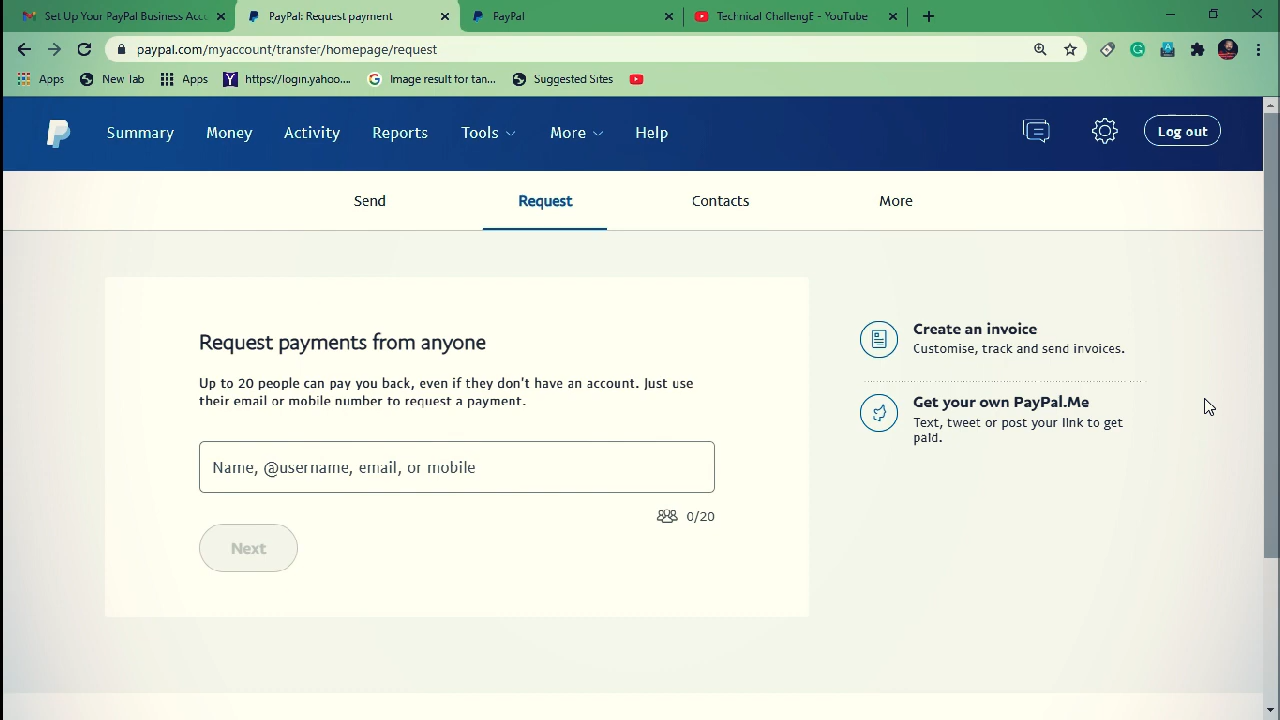 Set Up Your PayPal Business Acc
PayPal: Request payment
PayPal
Technical ChallengE - YouTube
paypal.com/myaccount/transfer/homepage/request
Apps
New Tab
Apps
https://login.yahoo....
Image result for tan...
Suggested Sites
Summary
Money
Activity
Reports
Tools
More
Help
Log out
Send
Request
Contacts
More
Request payments from anyone
Up to 20 people can pay you back, even if they don't have an account. Just use
their email or mobile number to request a payment.
Name, @username, email, or mobile
0/20
Next
Create an invoice
Customise, track and send invoices.
Get your own PayPal.Me
Text, tweet or post your link to get
paid.